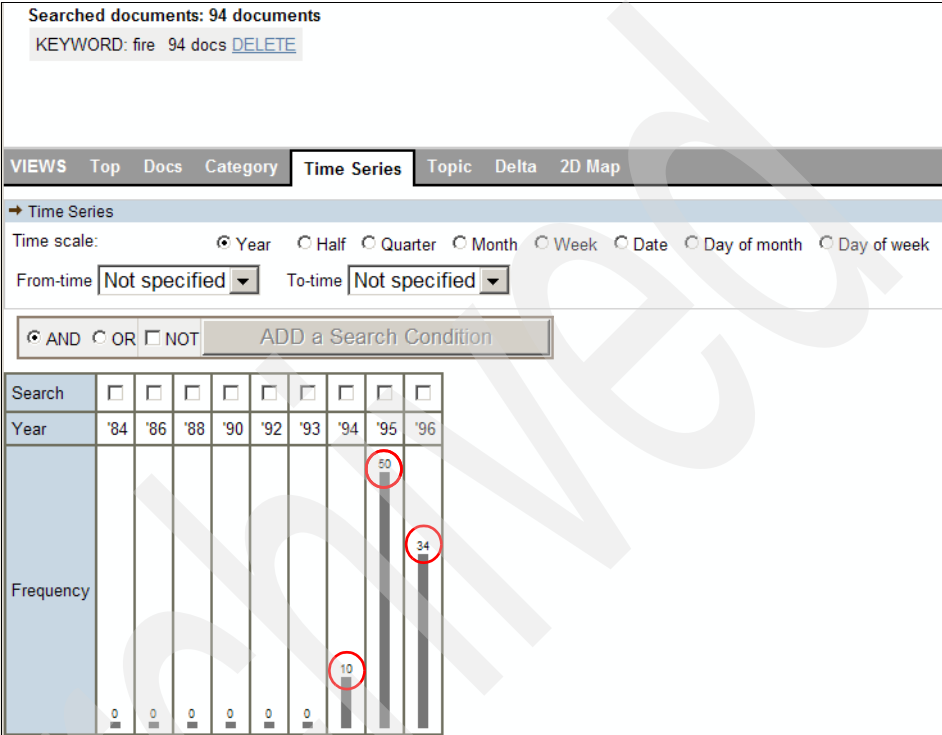 Searched documents: 94 documents
KEYWORD: fire 94 docs DELETE
VIEWS Top Docs Category Time Series Topic Delta 2D Map
Time Series
Time scale: Year Half Quarter Month Week Date Day of month Day of week
From-time Not specified To-time Not specified
AND OR NOT ADD a Search Condition
Search
Year '84 '86 '88 '90 '92 '93 '94 '95 '96
50
34
Frequency
10
0 0 0 0 0 0